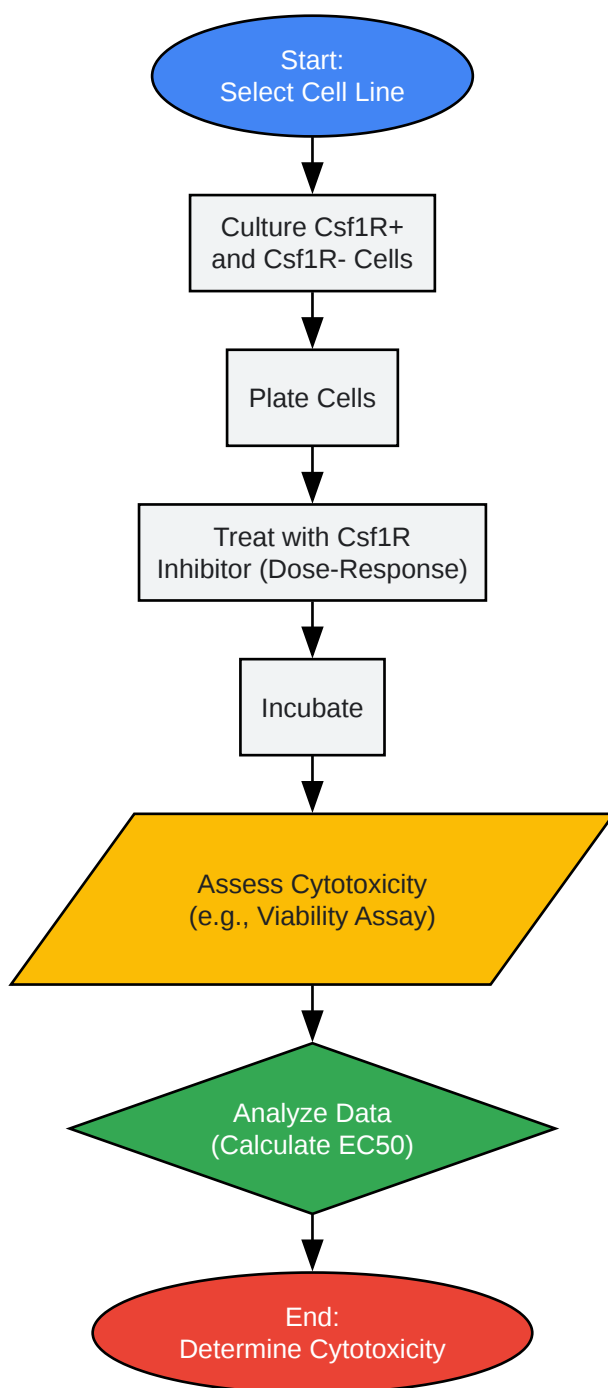 Start:
Select Cell Line
Culture Csf1R+
and Csf1R- Cells
Plate Cells
Treat with Csf1R
Inhibitor (Dose-Response)
Incubate
Assess Cytotoxicity
(e.g., Viability Assay)
Analyze Data
(Calculate EC50)
End:
Determine Cytotoxicity